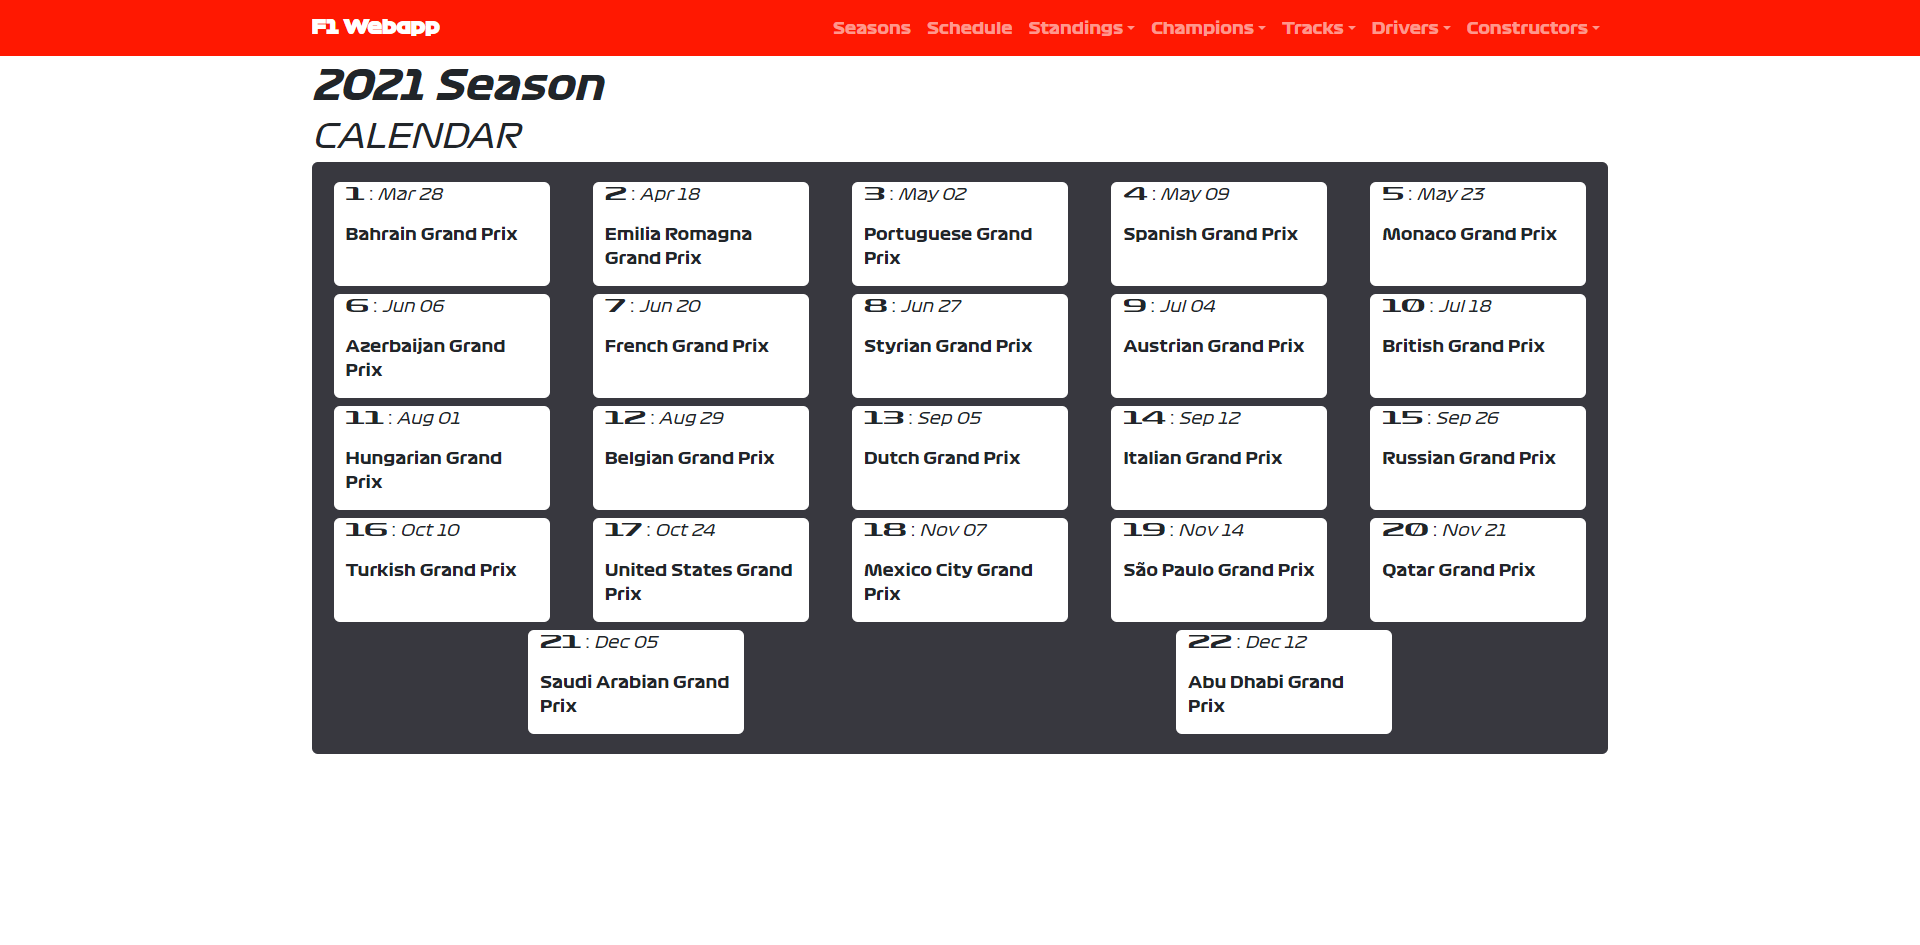 F1 Webapp
Seasons Schedule Standings Champions Tracks Drivers Constructors
2021 Season
CALENDAR
1 : Mar 28
Bahrain Grand Prix
2 : Apr 18
Emilia Romagna
Grand Prix
3 : May 02
Portuguese Grand
Prix
4 : May 09
Spanish Grand Prix
5 : May 23
Monaco Grand Prix
6 : Jun 06
Azerbaijan Grand
Prix
7 : Jun 20
French Grand Prix
8 : Jun 27
Styrian Grand Prix
9 : Jul 04
Austrian Grand Prix
10 : Jul 18
British Grand Prix
11 : Aug 01
Hungarian Grand
Prix
12 : Aug 29
Belgian Grand Prix
13 : Sep 05
Dutch Grand Prix
14 : Sep 12
Italian Grand Prix
15 : Sep 26
Russian Grand Prix
16 : Oct 10
Turkish Grand Prix
17 : Oct 24
United States Grand
Prix
18 : Nov 07
Mexico City Grand
Prix
19 : Nov 14
São Paulo Grand Prix
20 : Nov 21
Qatar Grand Prix
21 : Dec 05
Saudi Arabian Grand
Prix
22 : Dec 12
Abu Dhabi Grand
Prix